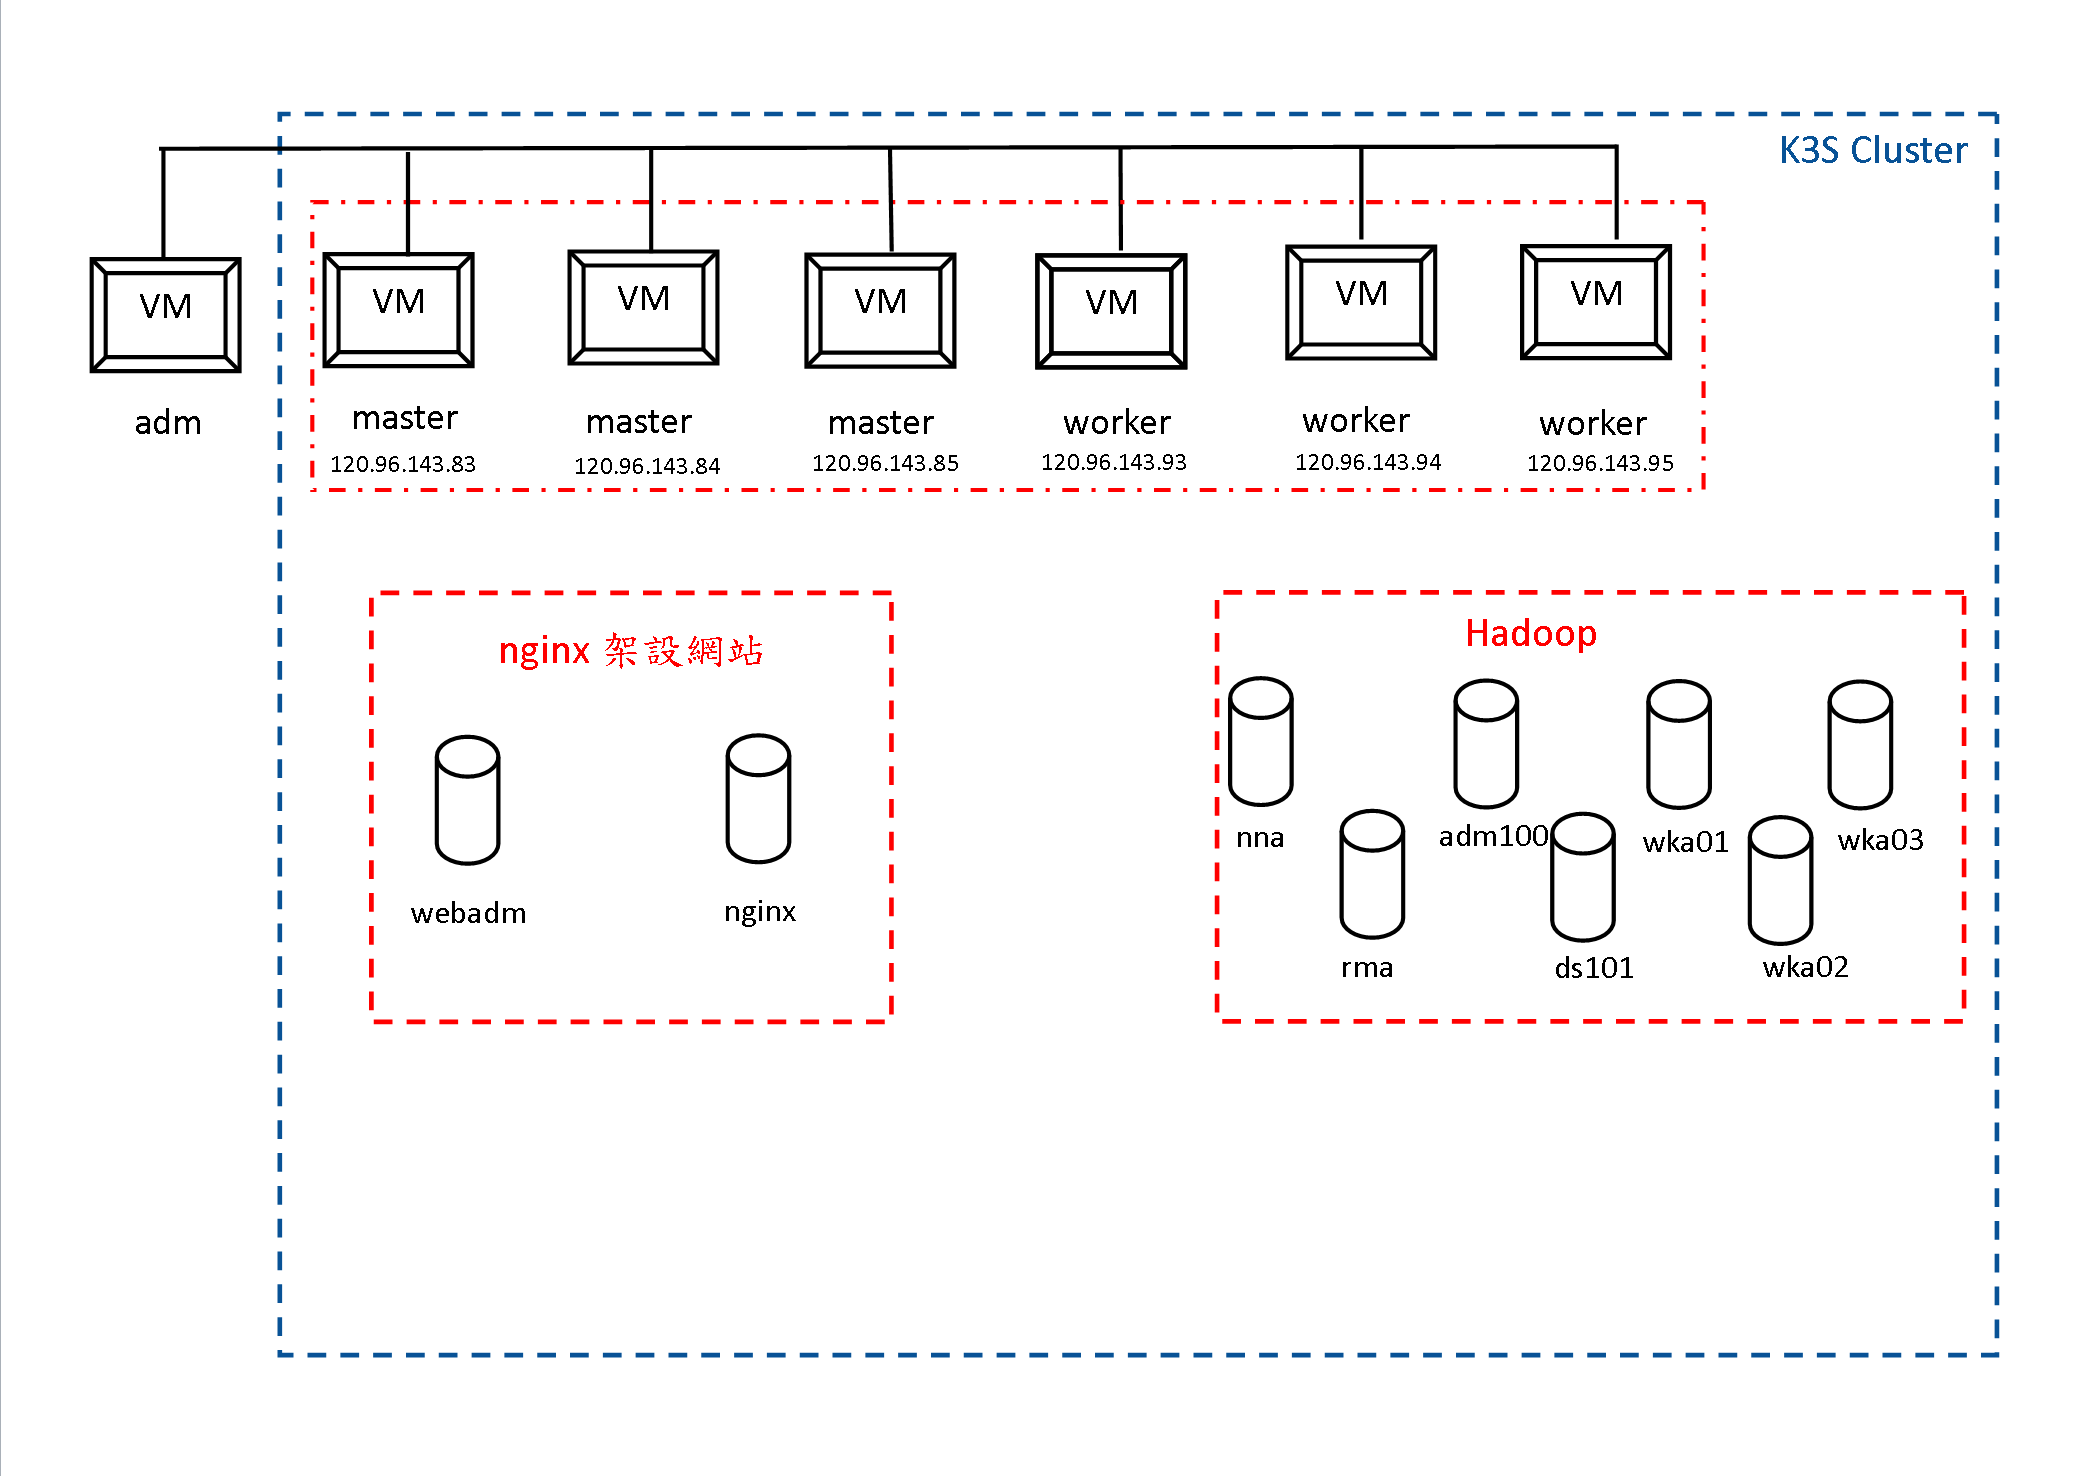 K3S Cluster
VM
VM
VM
VM
VM
VM
VM
adm
master
master
master
worker
worker
worker
120.96.143.83
120.96.143.84
120.96.143.85
120.96.143.93
120.96.143.94
120.96.143.95
nginx 架設網站
webadm
nginx
Hadoop
nna
adm100
wka01
wka03
rma
ds101
wka02